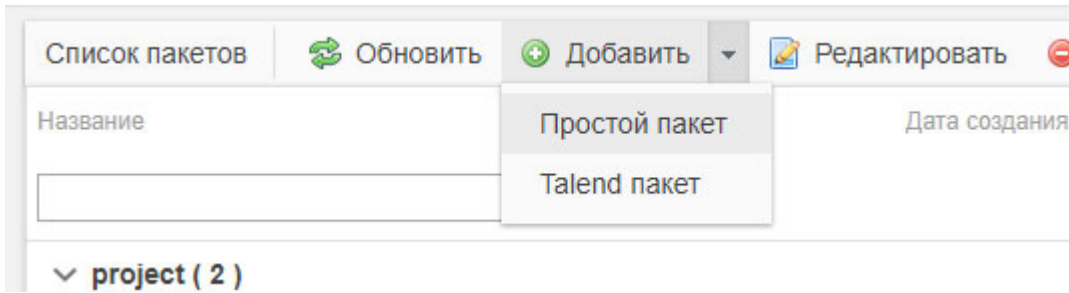 Список пакетов Обновить Добавить Редактировать
Название Дата создания
Простой пакет
Talend пакет
project ( 2 )